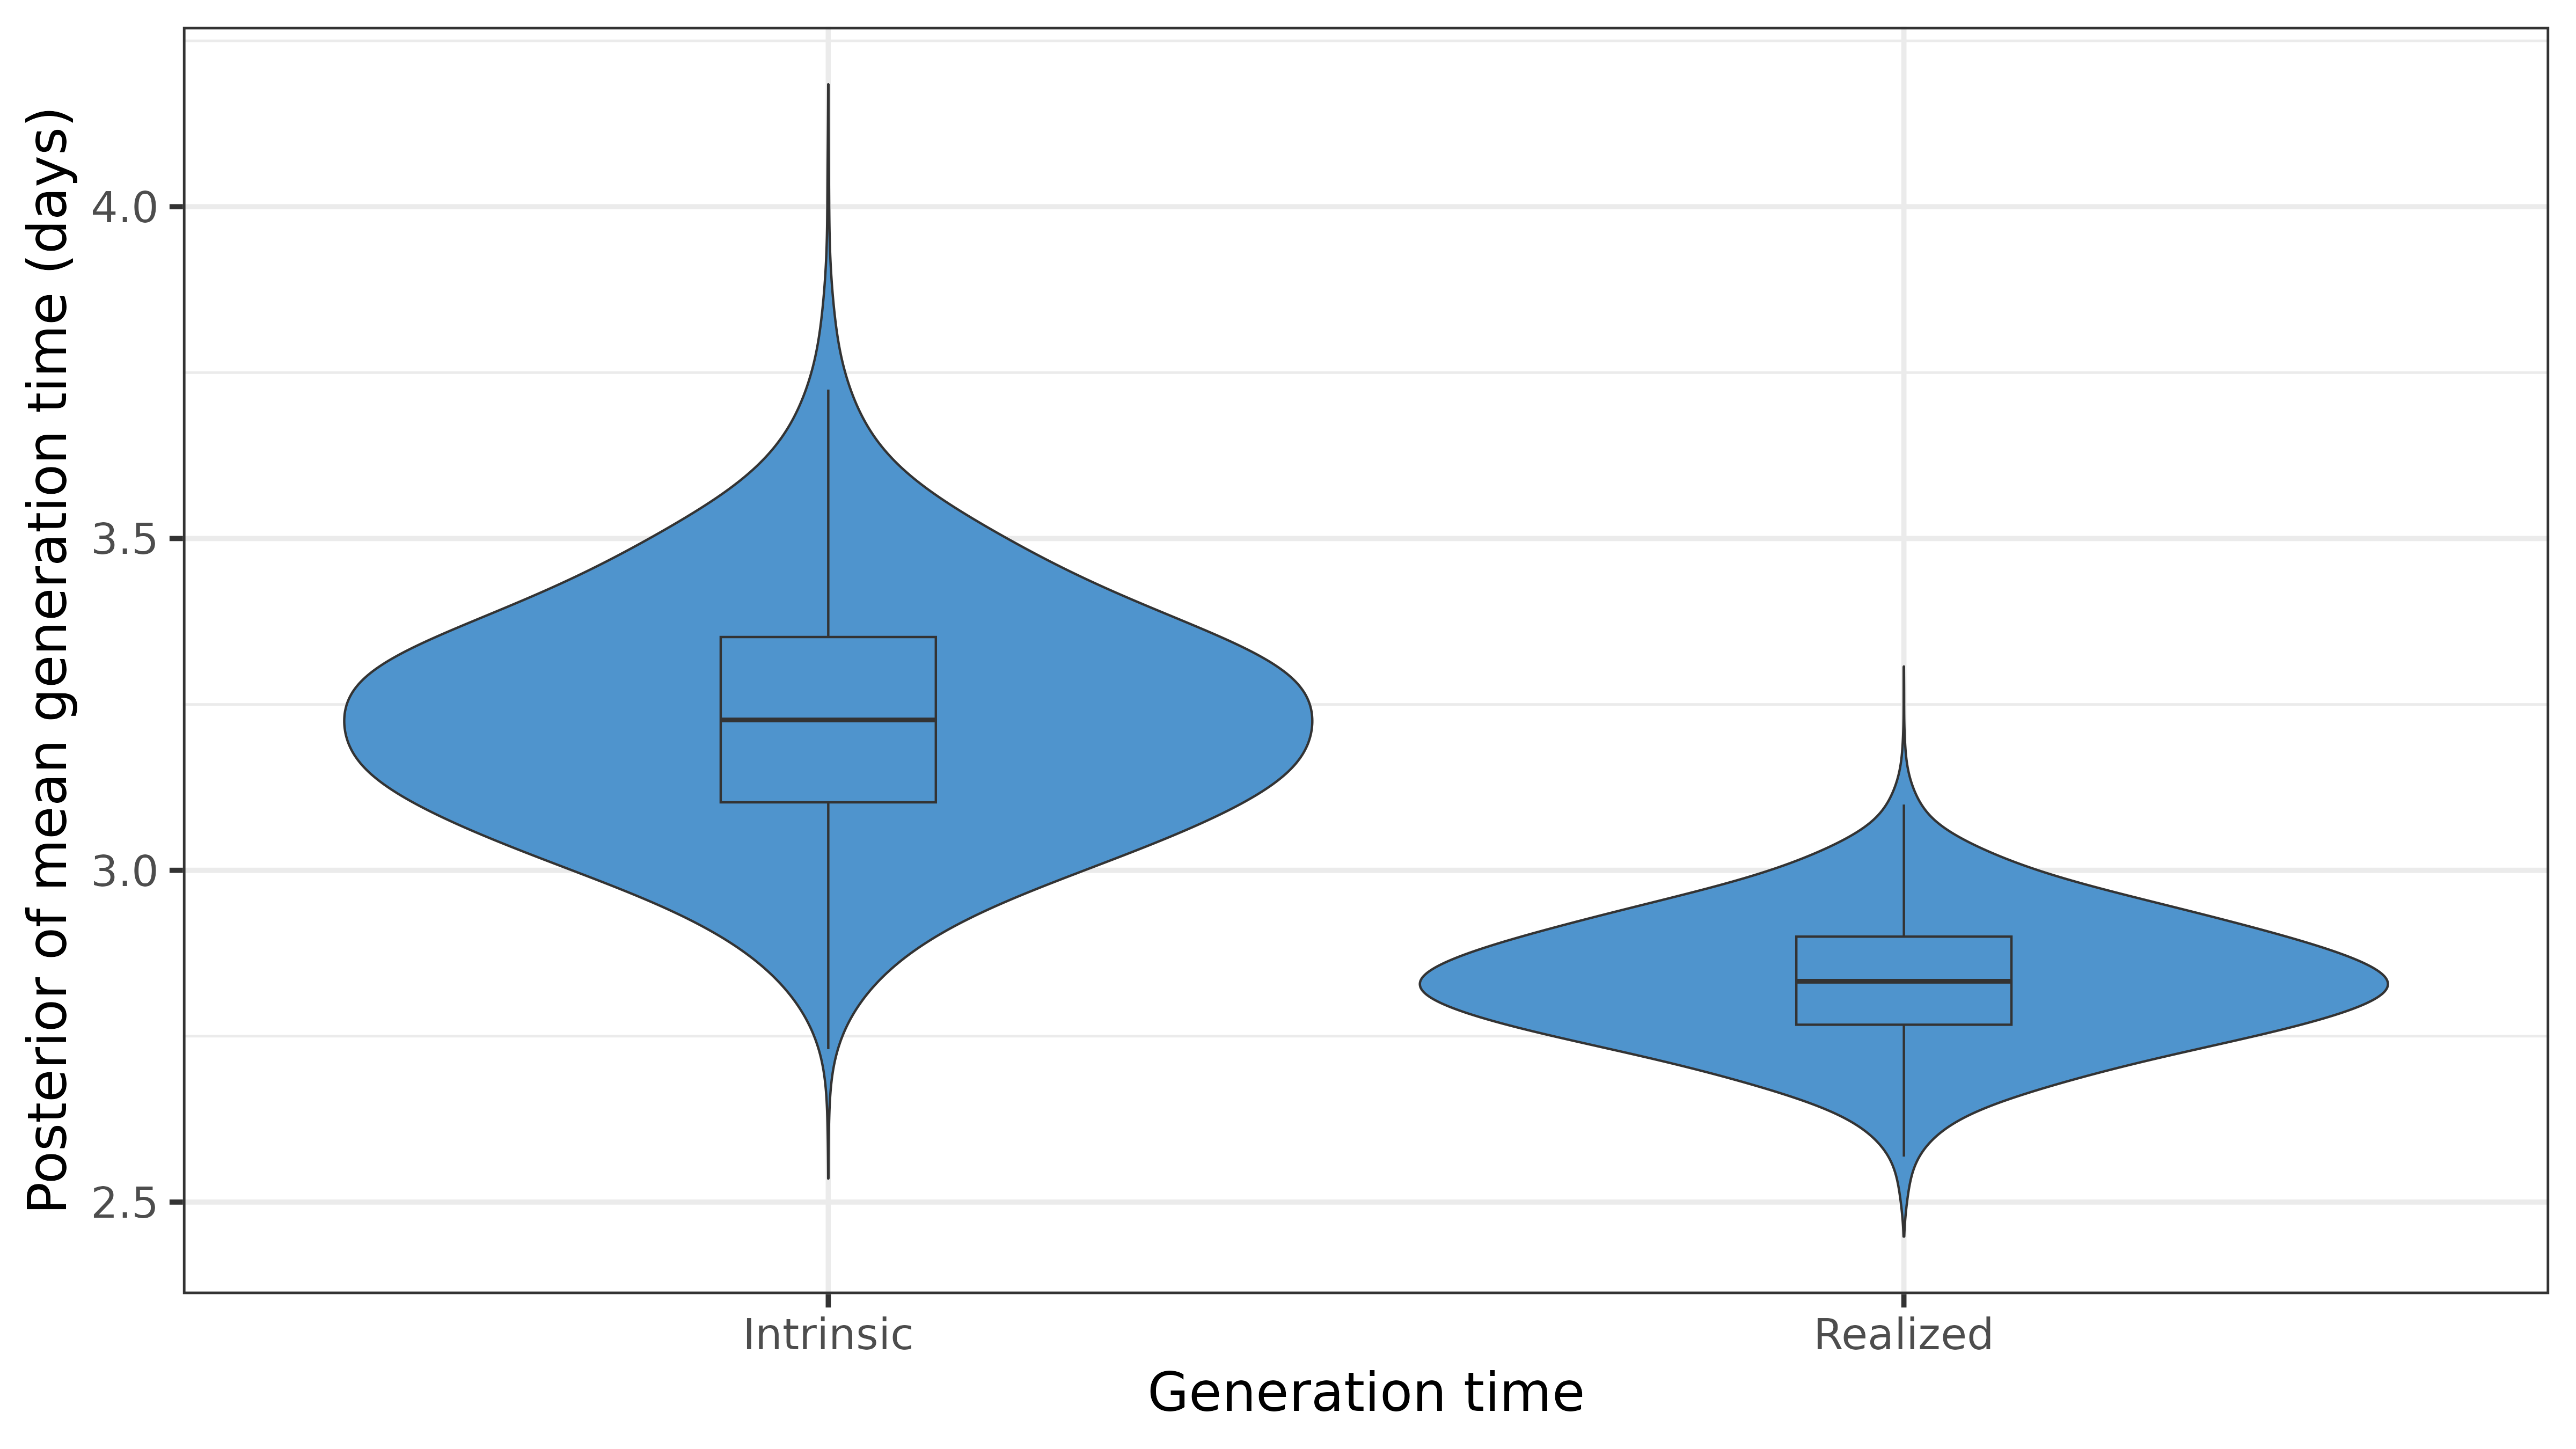 Posterior of mean generation time (days)
4.0
3.5
3.0
2.5
Intrinsic
Realized
Generation time